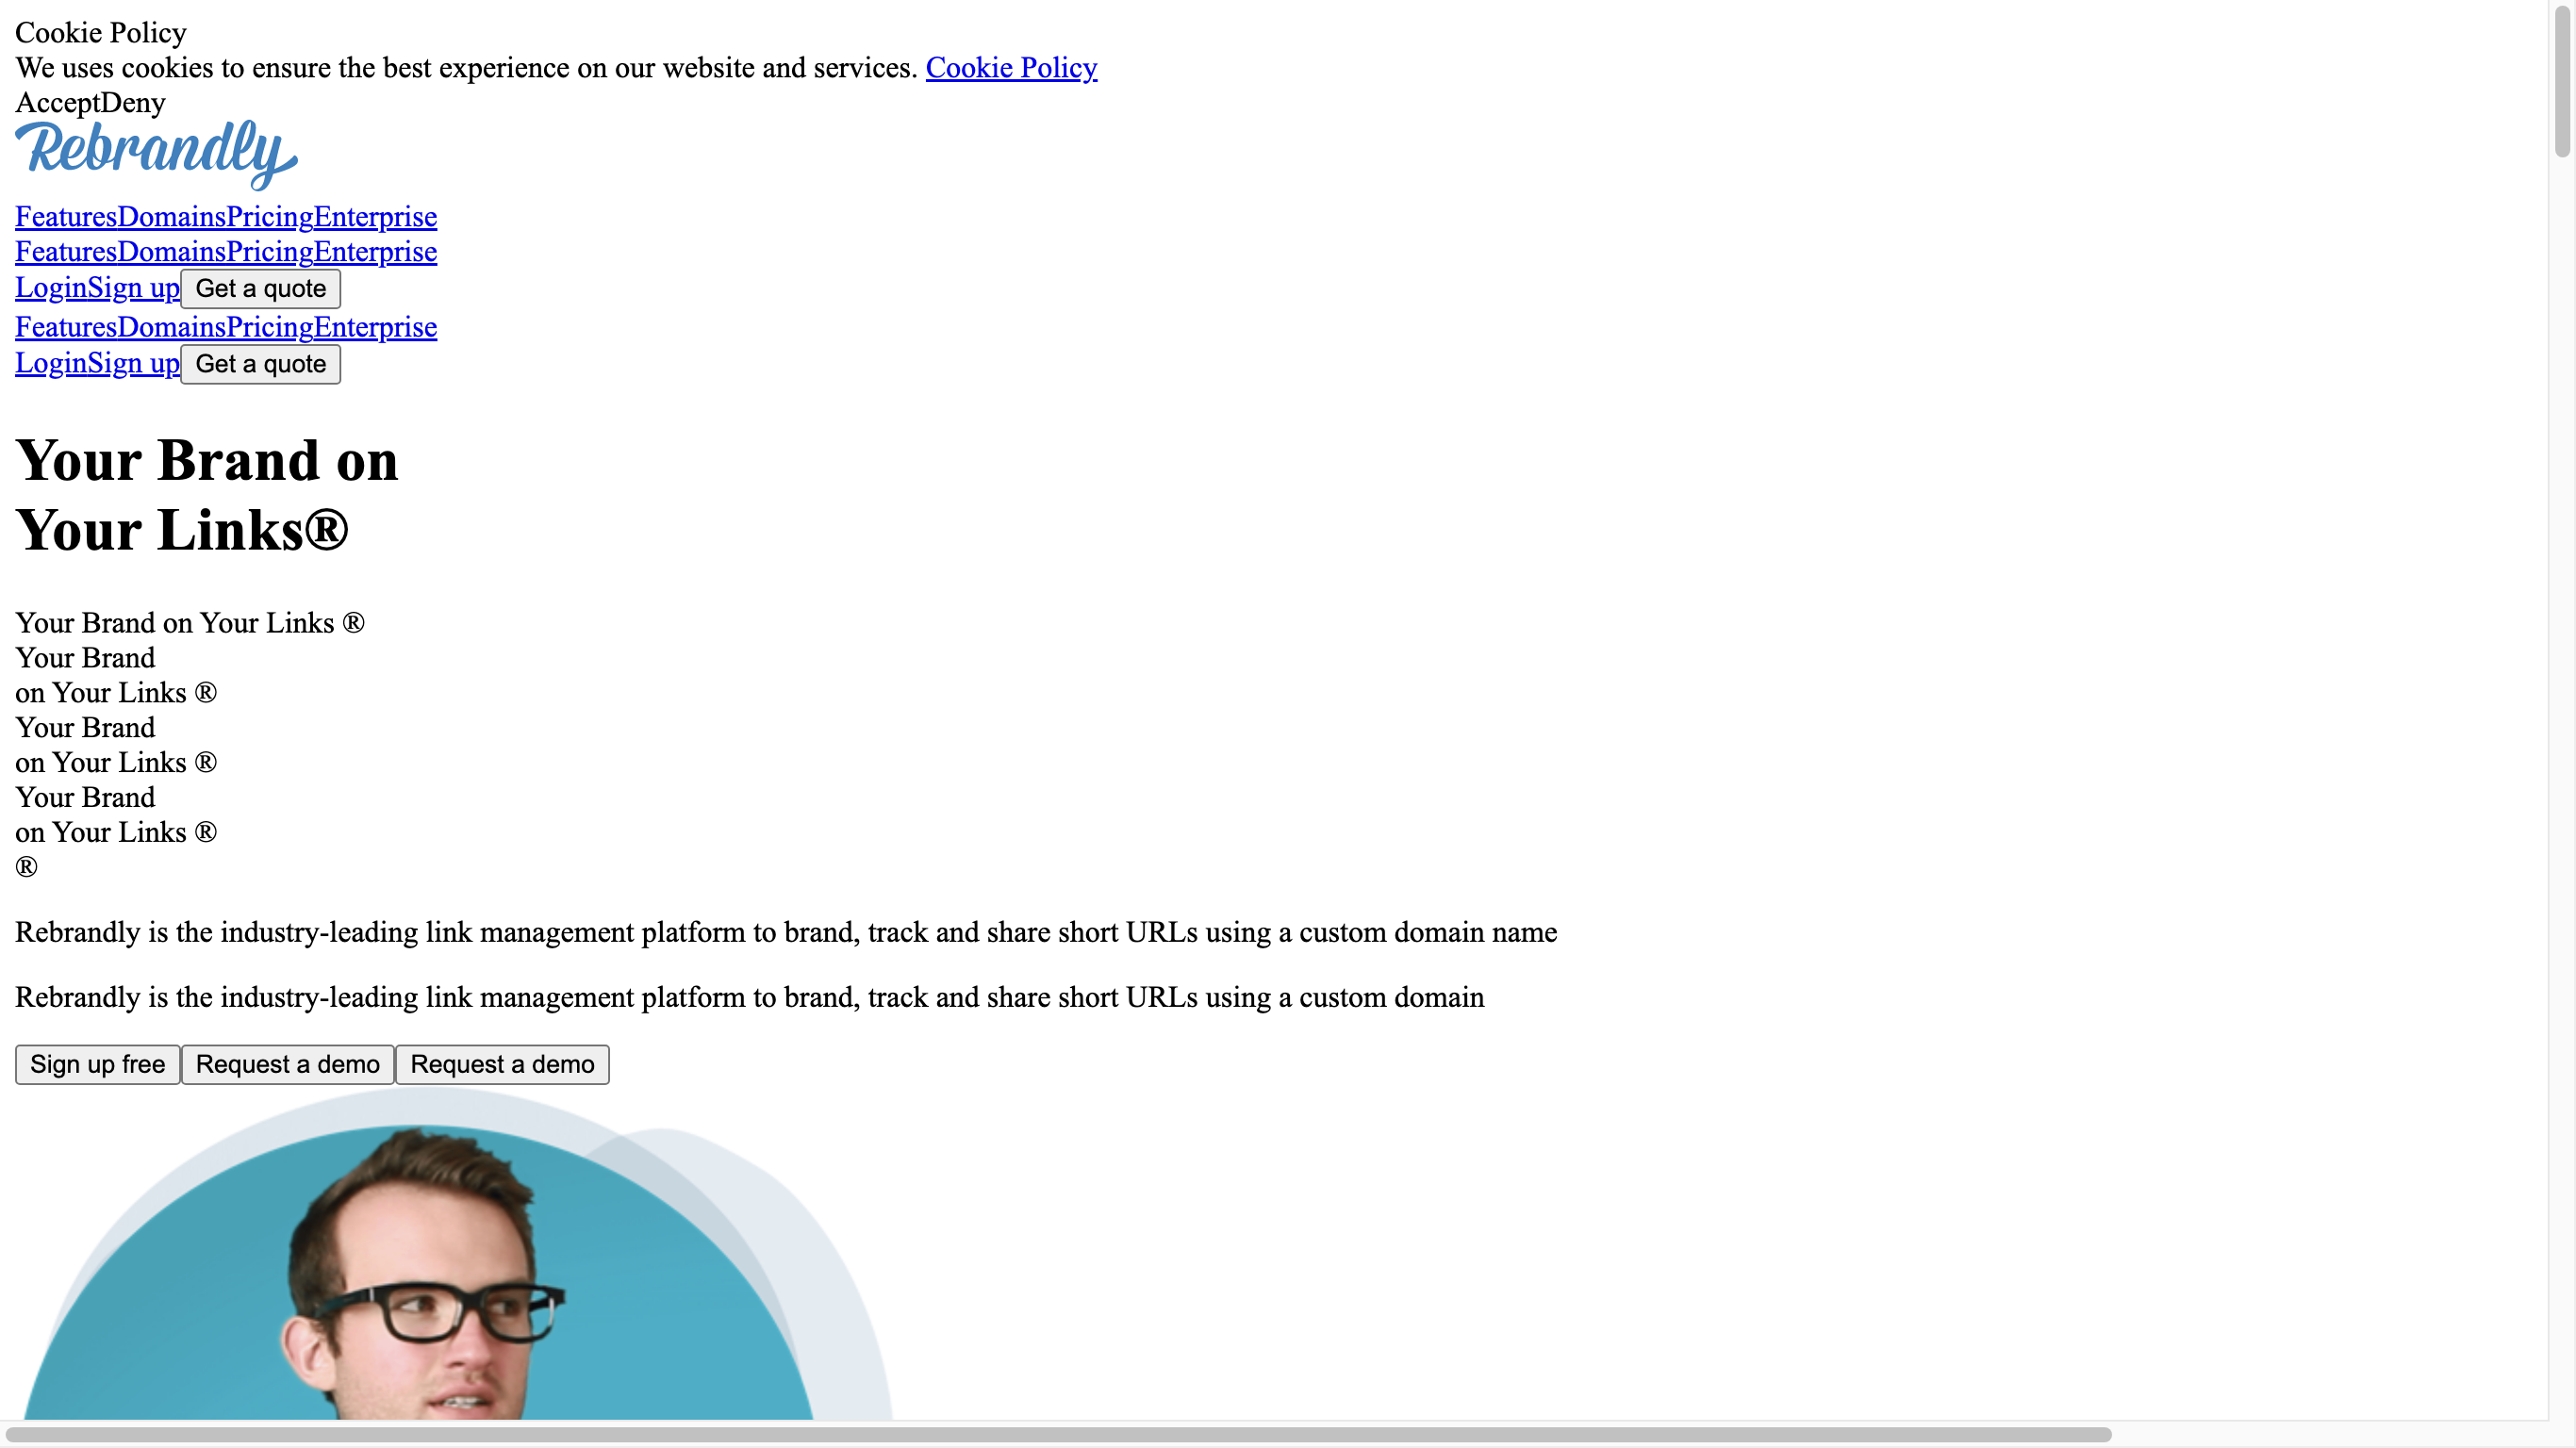 Cookie Policy
We uses cookies to ensure the best experience on our website and services. Cookie Policy
AcceptDeny
Rebrandly
FeaturesDomainsPricingEnterprise
FeaturesDomainsPricingEnterprise
LoginSign up Get a quote
FeaturesDomainsPricingEnterprise
LoginSign up Get a quote
Your Brand on
Your Links®
Your Brand on Your Links ®
Your Brand
on Your Links ®
Your Brand
on Your Links ®
Your Brand
on Your Links ®
®
Rebrandly is the industry-leading link management platform to brand, track and share short URLs using a custom domain name
Rebrandly is the industry-leading link management platform to brand, track and share short URLs using a custom domain
Sign up free Request a demo Request a demo